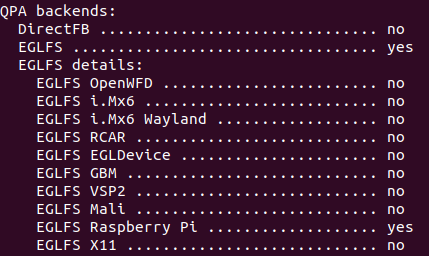 QPA backends:
  DirectFB ................................ no
  EGLFS ................................... yes
  EGLFS details:
    EGLFS OpenWFD ......................... no
    EGLFS i.Mx6 ........................... no
    EGLFS i.Mx6 Wayland ................... no
    EGLFS RCAR ............................ no
    EGLFS EGLDevice ....................... no
    EGLFS GBM ............................. no
    EGLFS VSP2 ............................ no
    EGLFS Mali ............................ no
    EGLFS Raspberry Pi .................... yes
    EGLFS X11 ............................. no